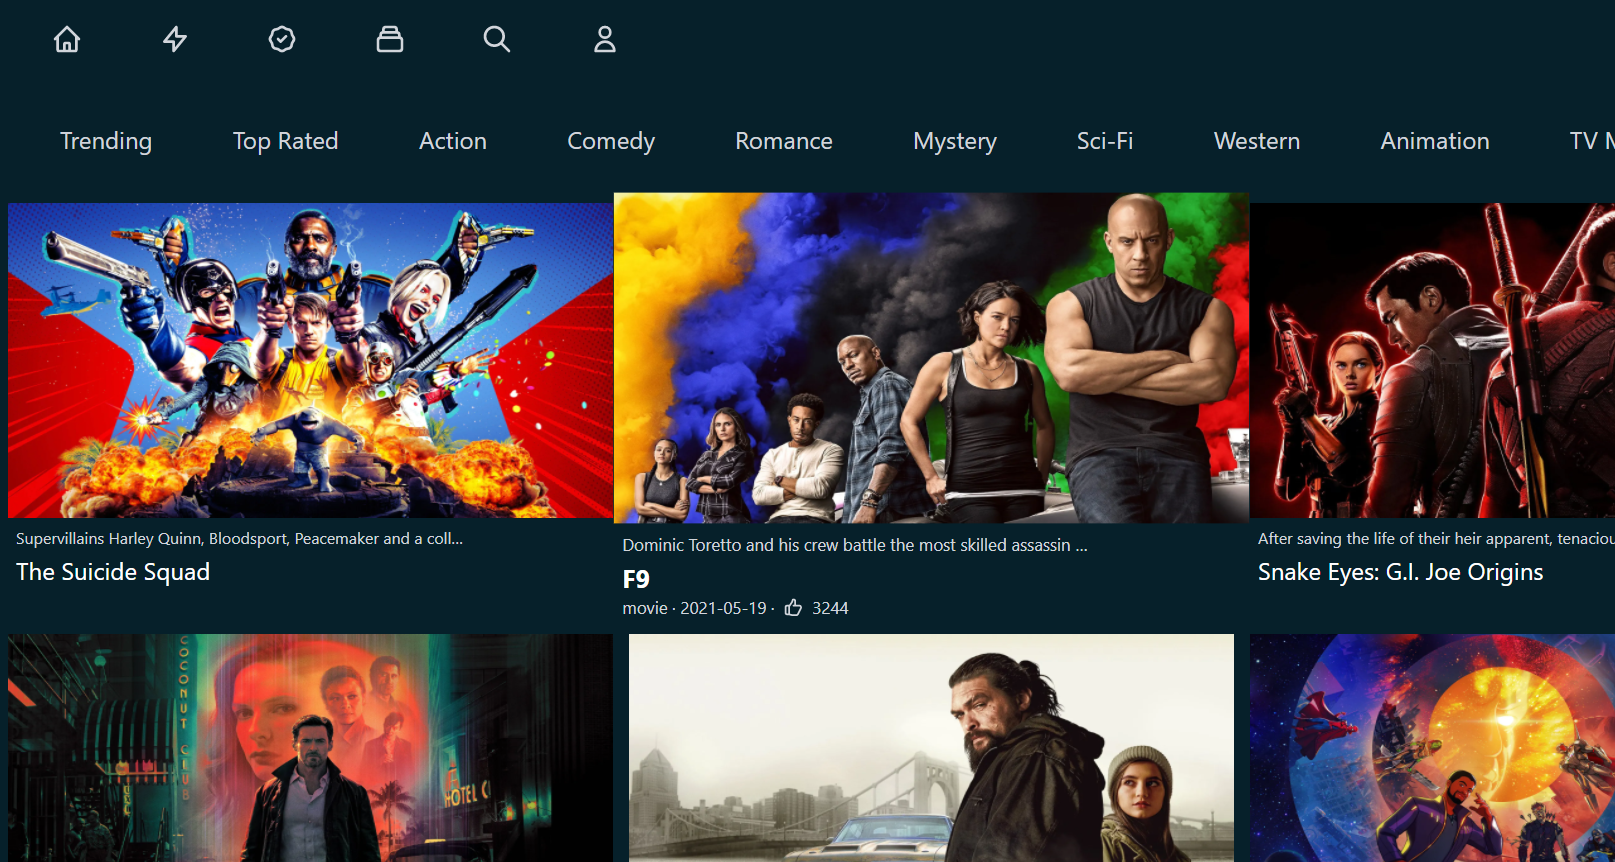 Trending Top Rated Action Comedy Romance Mystery Sci-Fi Western Animation TV
Supervillains Harley Quinn, Bloodsport, Peacemaker and a coll...
The Suicide Squad
Dominic Toretto and his crew battle the most skilled assassin ...
F9
movie · 2021-05-19 · 3244
After saving the life of their heir apparent, tenacious
Snake Eyes: G.I. Joe Origins
COCONUT CLUB
HOTEL